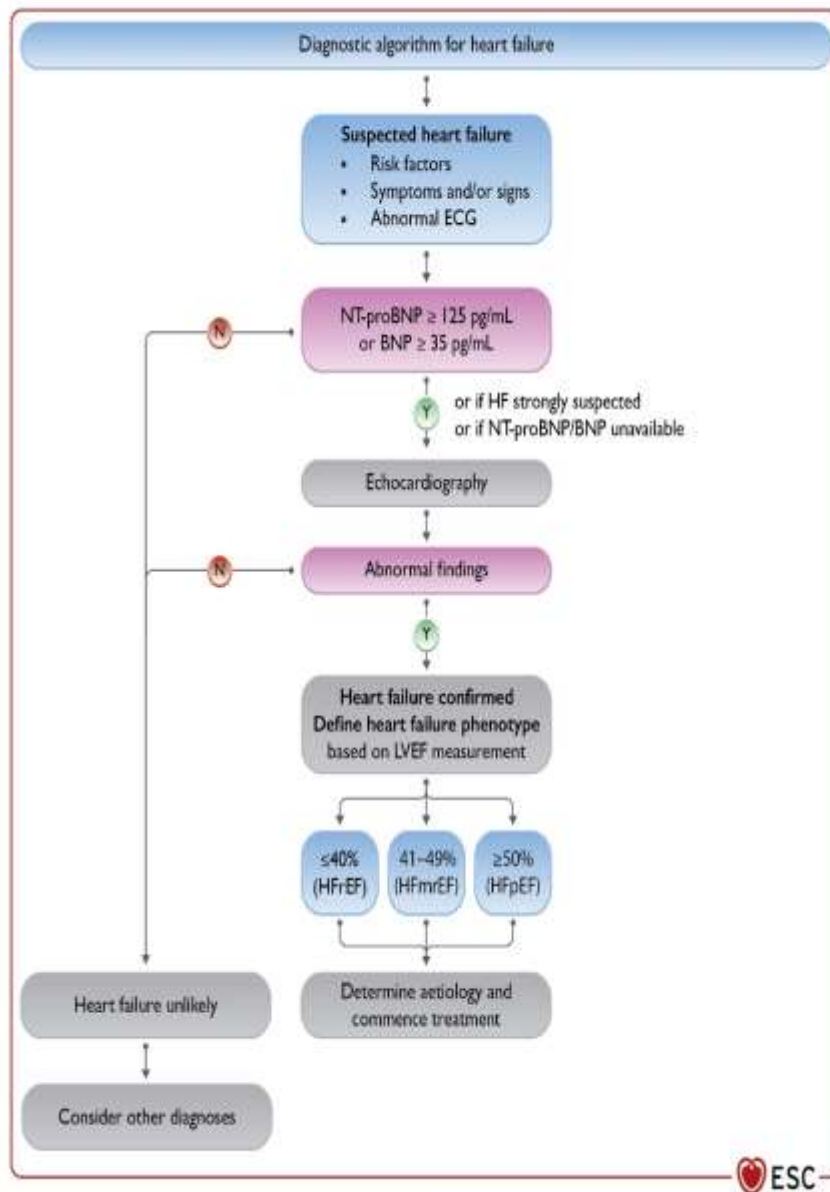 Diagnostic algorithm for heart failure
Suspected heart failure
• Risk factors
• Symptoms and/or signs
• Abnormal ECG
N
NT-proBNP ≥ 125 pg/mL
or BNP ≥ 35 pg/mL
Y
or if HF strongly suspected
or if NT-proBNP/BNP unavailable
Echocardiography
N
Abnormal findings
Y
Heart failure confirmed
Define heart failure phenotype
based on LVEF measurement
≤40%
(HFrEF)
41–49%
(HFmrEF)
≥50%
(HFpEF)
Heart failure unlikely
Determine aetiology and
commence treatment
Consider other diagnoses
ESC